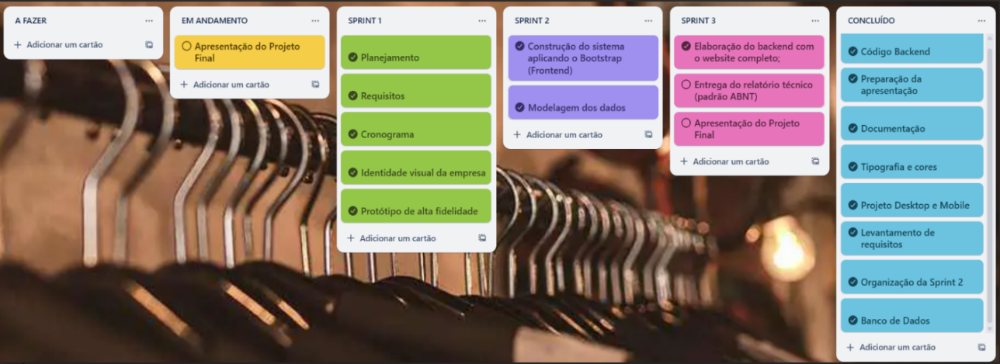 A FAZER
Adicionar um cartão
EM ANDAMENTO
Apresentação do Projeto
Final
Adicionar um cartão
SPRINT 1
Planejamento
Requisitos
Cronograma
Identidade visual da empresa
Protótipo de alta fidelidade
Adicionar um cartão
SPRINT 2
Construção do sistema
aplicando o Bootstrap
(Frontend)
Modelagem dos dados
Adicionar um cartão
SPRINT 3
Elaboração do backend com
o website completo;
Entrega do relatório técnico
(padrão ABNT)
Apresentação do Projeto
Final
Adicionar um cartão
CONCLUÍDO
Código Backend
Preparação da
apresentação
Documentação
Tipografia e cores
Projeto Desktop e Mobile
Levantamento de
requisitos
Organização da Sprint 2
Banco de Dados
Adicionar um cartão